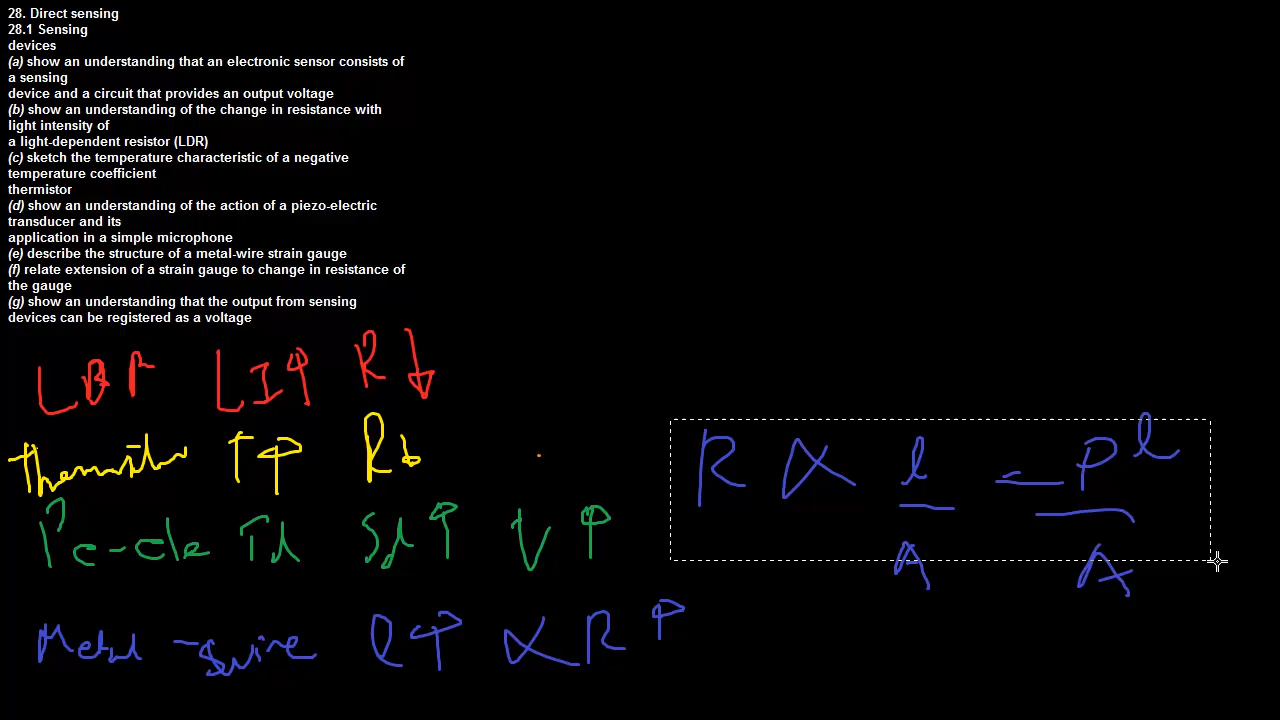 28. Direct sensing
28.1 Sensing
devices
(a) show an understanding that an electronic sensor consists of
a sensing
device and a circuit that provides an output voltage
(b) show an understanding of the change in resistance with
light intensity of
a light-dependent resistor (LDR)
(c) sketch the temperature characteristic of a negative
temperature coefficient
thermistor
(d) show an understanding of the action of a piezo-electric
transducer and its
application in a simple microphone
(e) describe the structure of a metal-wire strain gauge
(f) relate extension of a strain gauge to change in resistance of
the gauge
(g) show an understanding that the output from sensing
devices can be registered as a voltage
LDR LI↑ R↓
T↑ R↓
↑ V↑
Metal-wire l↑ ∝ R↑
R ∝ l/A = ρl/A